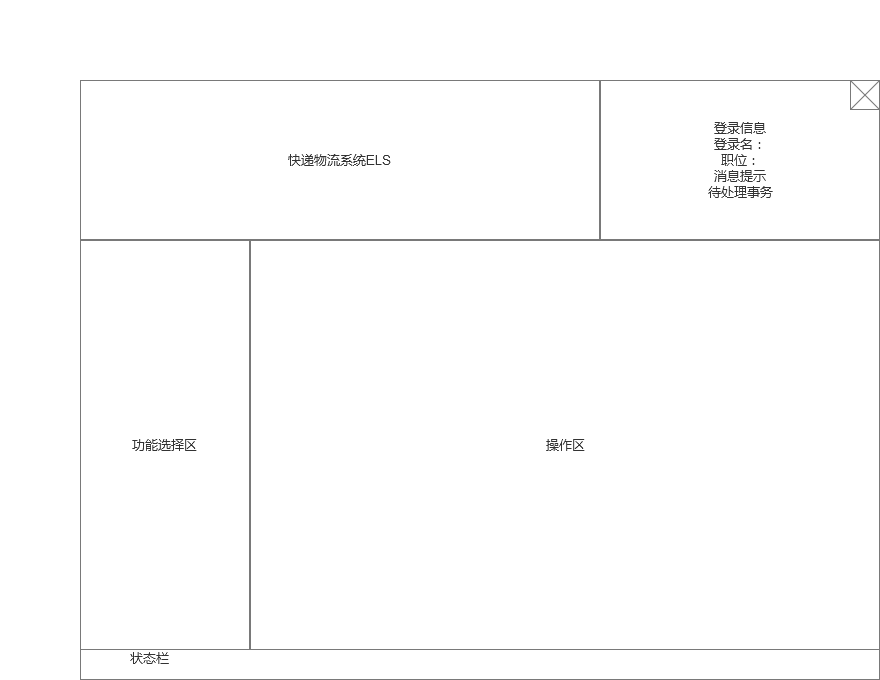 快递物流系统ELS
登录信息
登录名：
职位：
消息提示
待处理事务
功能选择区
操作区
状态栏